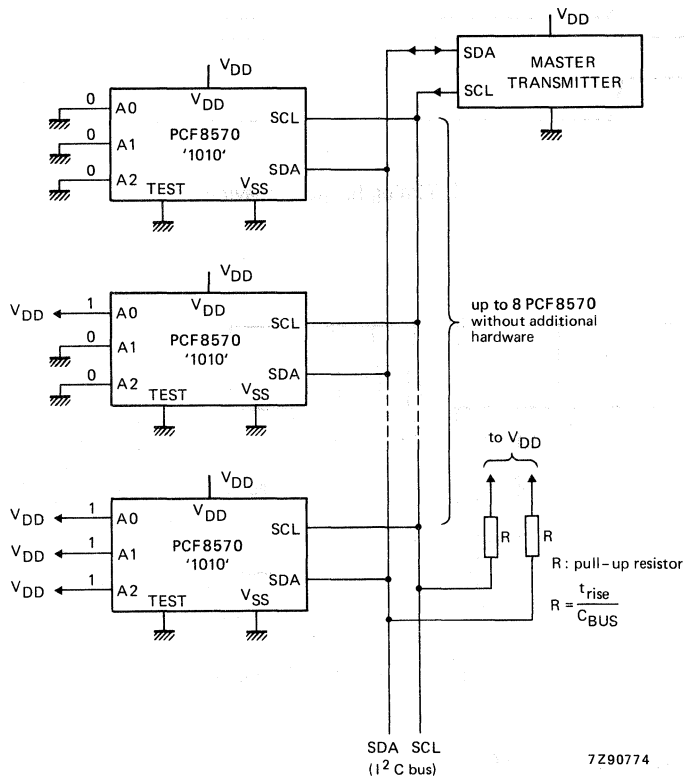 VDD
SDA
MASTER
TRANSMITTER
SCL
VDD
0 A0
VDD
SCL
0 A1
PCF8570
'1010'
0 A2
SDA
TEST
VSS
VDD
VDD 1 A0
VDD
SCL
0 A1
PCF8570
'1010'
0 A2
SDA
TEST
VSS
up to 8 PCF8570
without additional
hardware
VDD
VDD 1 A0
VDD
SCL
VDD 1 A1
PCF8570
'1010'
VDD 1 A2
SDA
TEST
VSS
to VDD
R
R
R : pull-up resistor
R = trise
CBUS
SDA SCL
(I2C bus)
7Z90774